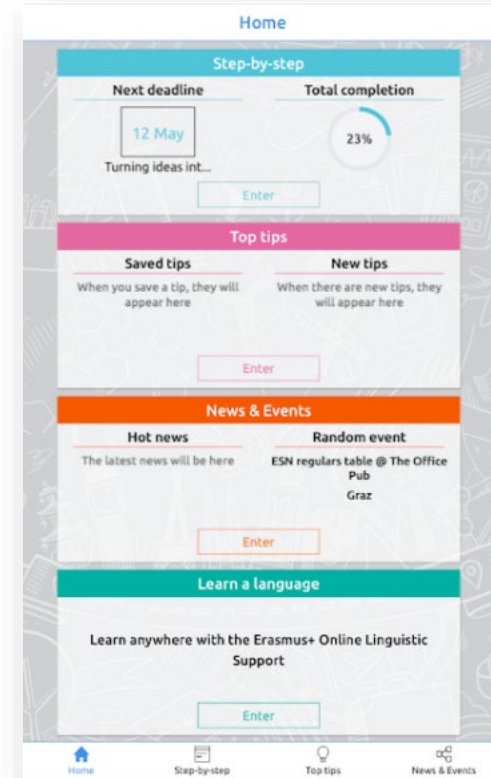 Home
Step-by-step
Next deadline
Total completion
12 May
23%
Turning ideas int...
Enter
Top tips
Saved tips
New tips
When you save a tip, they will
appear here
When there are new tips, they
will appear here
Enter
News & Events
Hot news
Random event
The latest news will be here
ESN regulars table @ The Office
Pub
Graz
Enter
Learn a language
Learn anywhere with the Erasmus+ Online Linguistic
Support
Enter
Home
Step-by-step
Top tips
News & Events